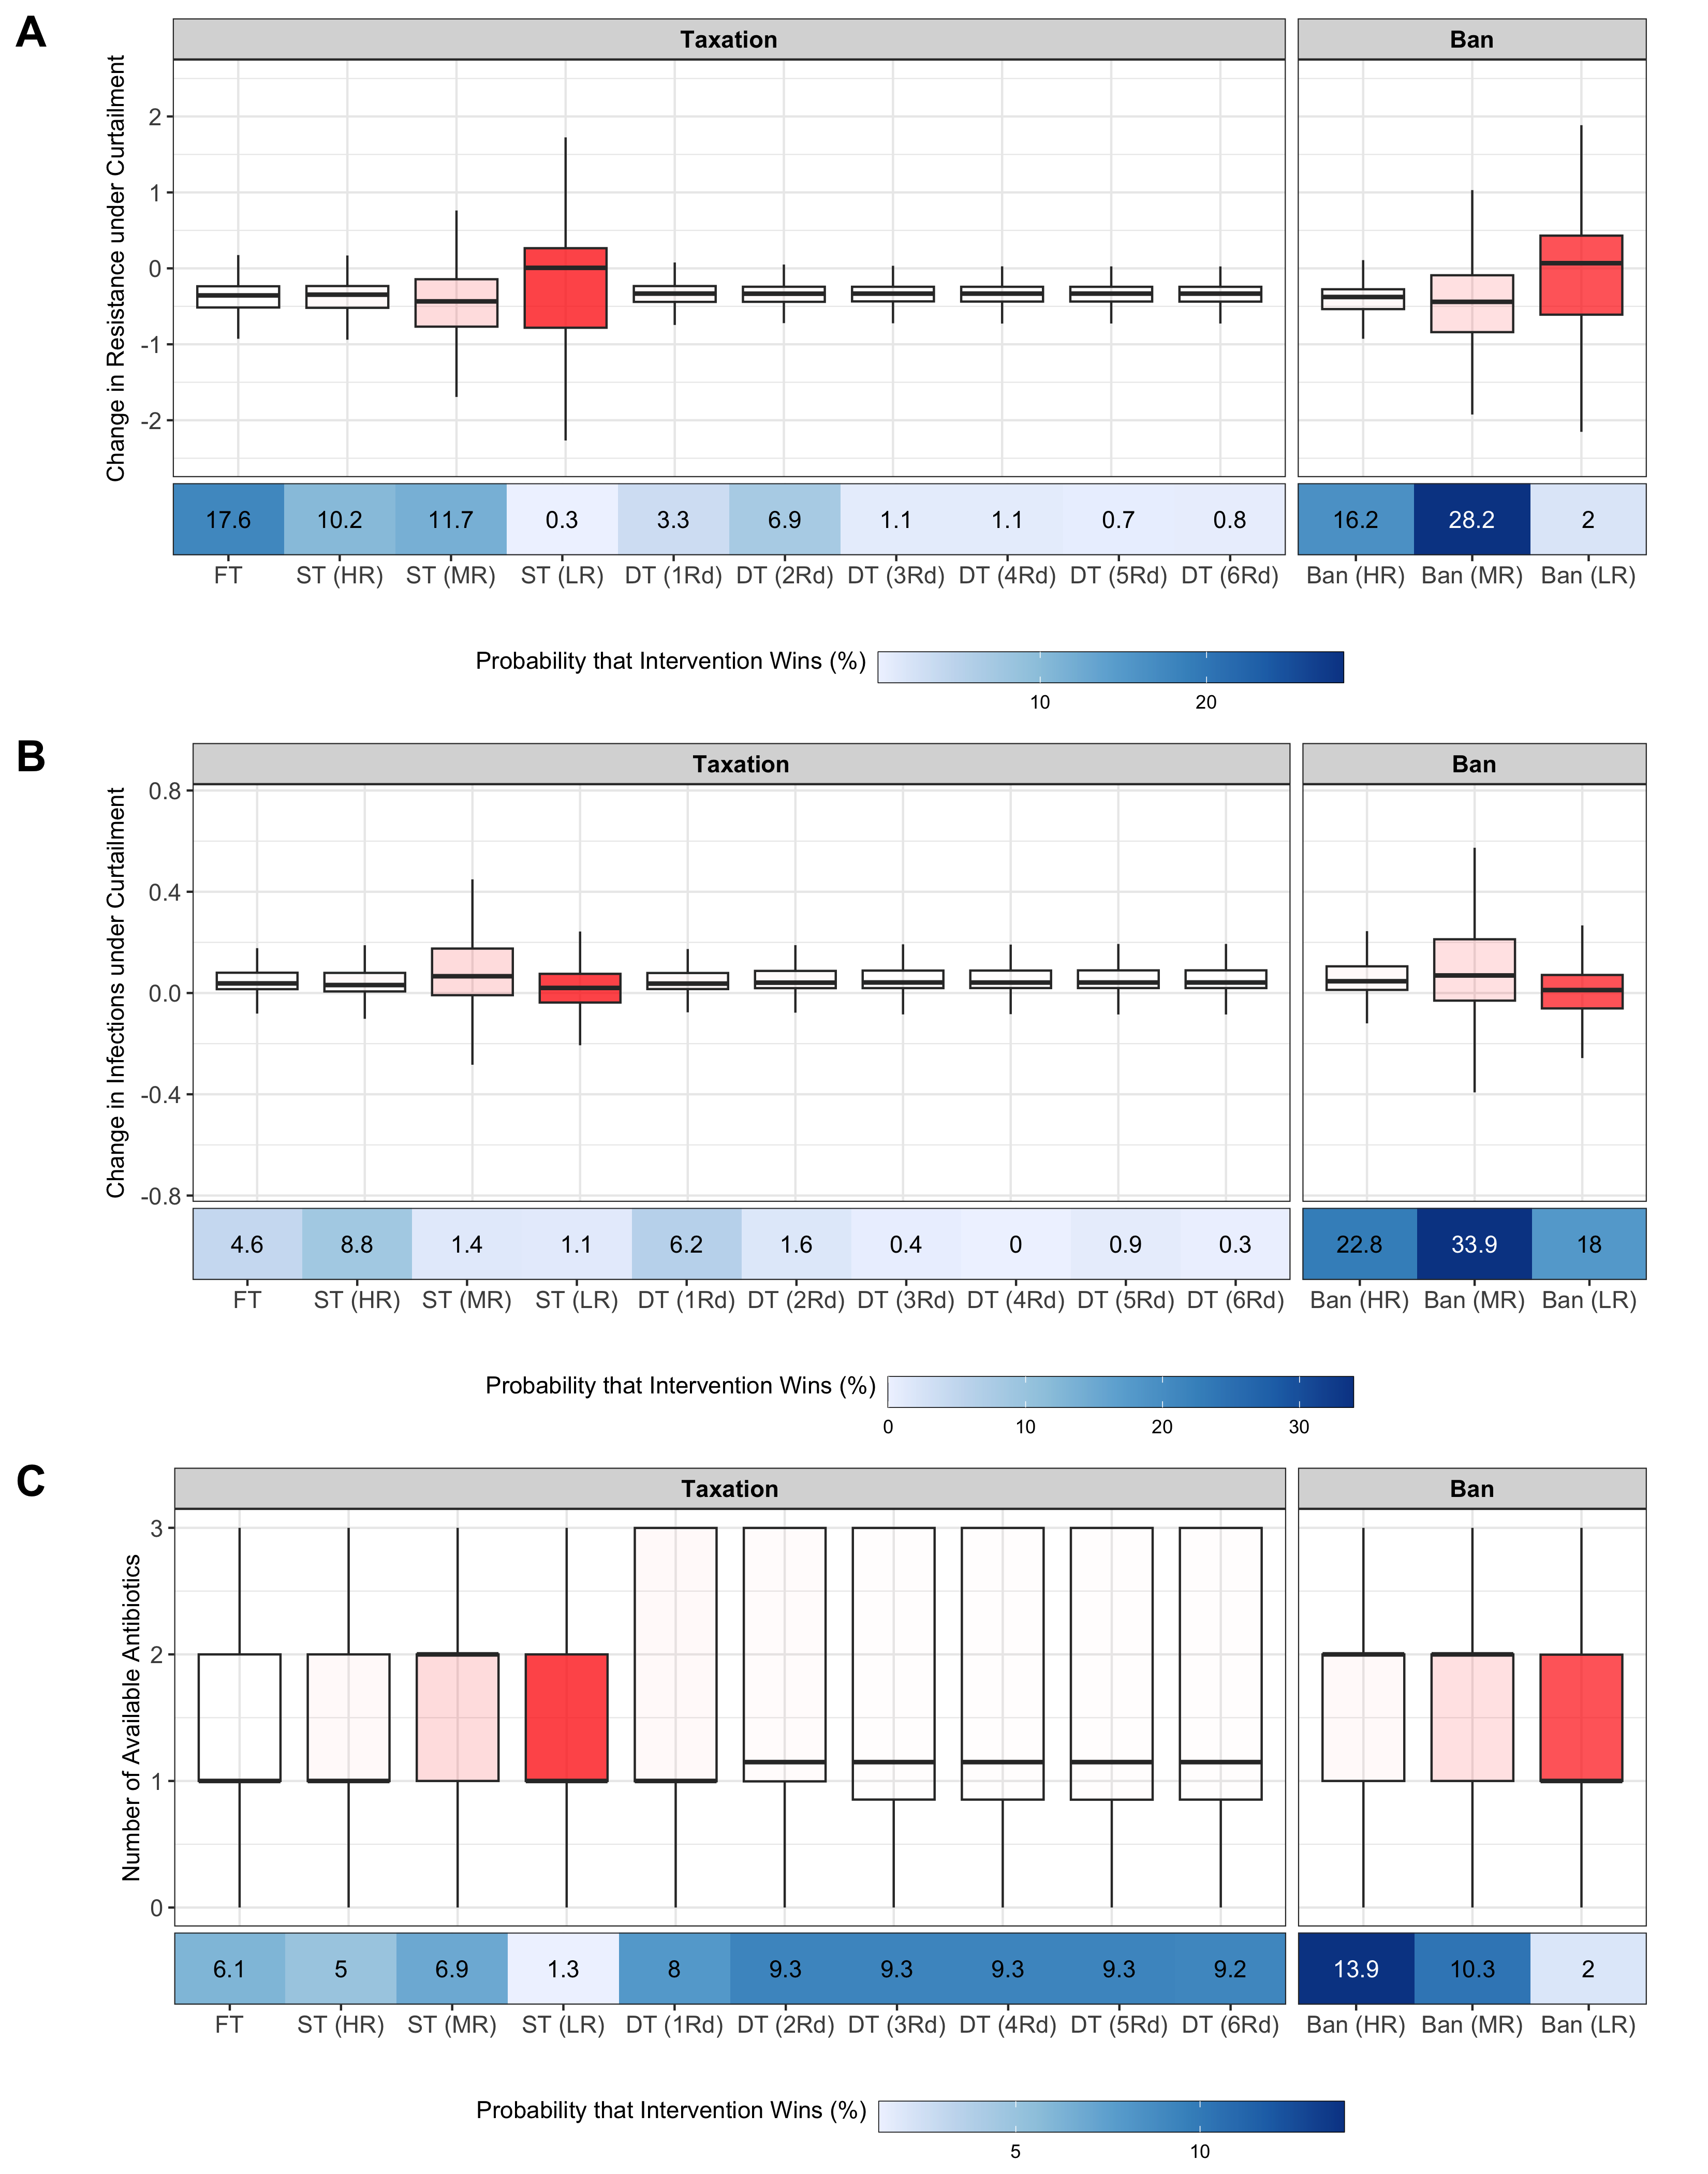 A
Taxation
Ban
Change in Resistance under Curtailment
2
1
0
-1
-2
17.6 10.2 11.7 0.3 3.3 6.9 1.1 1.1 0.7 0.8 16.2 28.2 2
FT ST (HR) ST (MR) ST (LR) DT (1Rd) DT (2Rd) DT (3Rd) DT (4Rd) DT (5Rd) DT (6Rd) Ban (HR) Ban (MR) Ban (LR)
Probability that Intervention Wins (%)
10 20
B
Taxation
Ban
Change in Infections under Curtailment
0.8
0.4
0.0
-0.4
-0.8
4.6 8.8 1.4 1.1 6.2 1.6 0.4 0 0.9 0.3 22.8 33.9 18
FT ST (HR) ST (MR) ST (LR) DT (1Rd) DT (2Rd) DT (3Rd) DT (4Rd) DT (5Rd) DT (6Rd) Ban (HR) Ban (MR) Ban (LR)
Probability that Intervention Wins (%)
0 10 20 30
C
Taxation
Ban
Number of Available Antibiotics
3
2
1
0
6.1 5 6.9 1.3 8 9.3 9.3 9.3 9.3 9.2 13.9 10.3 2
FT ST (HR) ST (MR) ST (LR) DT (1Rd) DT (2Rd) DT (3Rd) DT (4Rd) DT (5Rd) DT (6Rd) Ban (HR) Ban (MR) Ban (LR)
Probability that Intervention Wins (%)
5 10